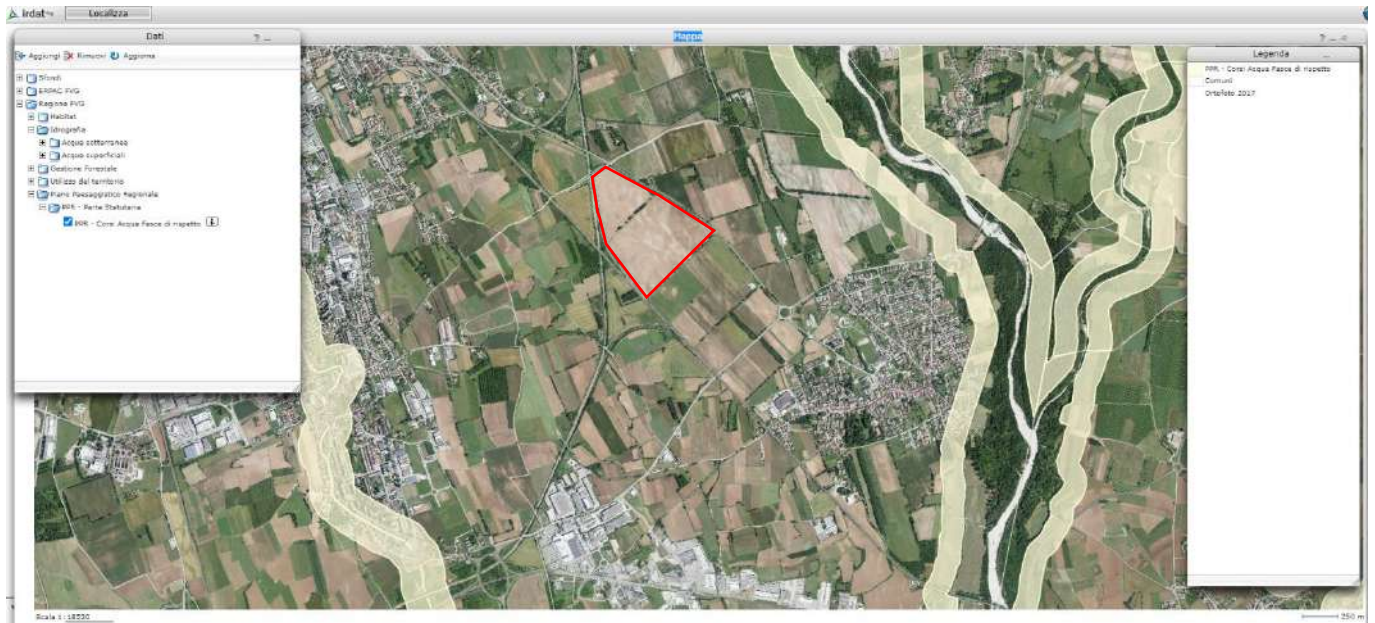 irdat
Localizza
Dati
? _
Mappa
? _
Legenda
_
Aggiungi Rimuovi Aggiorna
Sfondi
ERPAC FVG
Regione FVG
Habitat
Idrografia
Acque sotterranee
Acque superficiali
Gestione Forestale
Utilizzo del territorio
Piano Paesaggistico Regionale
PPR - Parte Statutaria
PPR - Corsi Acqua Fasce di rispetto
PPR - Corsi Acqua Fasce di rispetto
Comuni
Ortofoto 2017
Scala 1: 18530
250 m